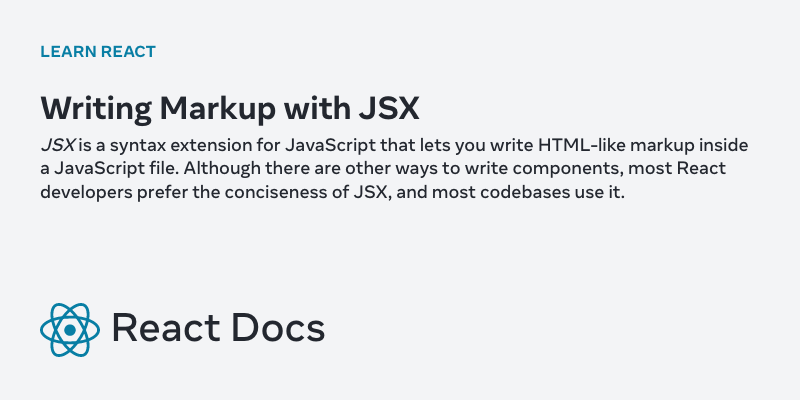 LEARN REACT
Writing Markup with JSX
JSX is a syntax extension for JavaScript that lets you write HTML-like markup inside
a JavaScript file. Although there are other ways to write components, most React
developers prefer the conciseness of JSX, and most codebases use it.
React Docs